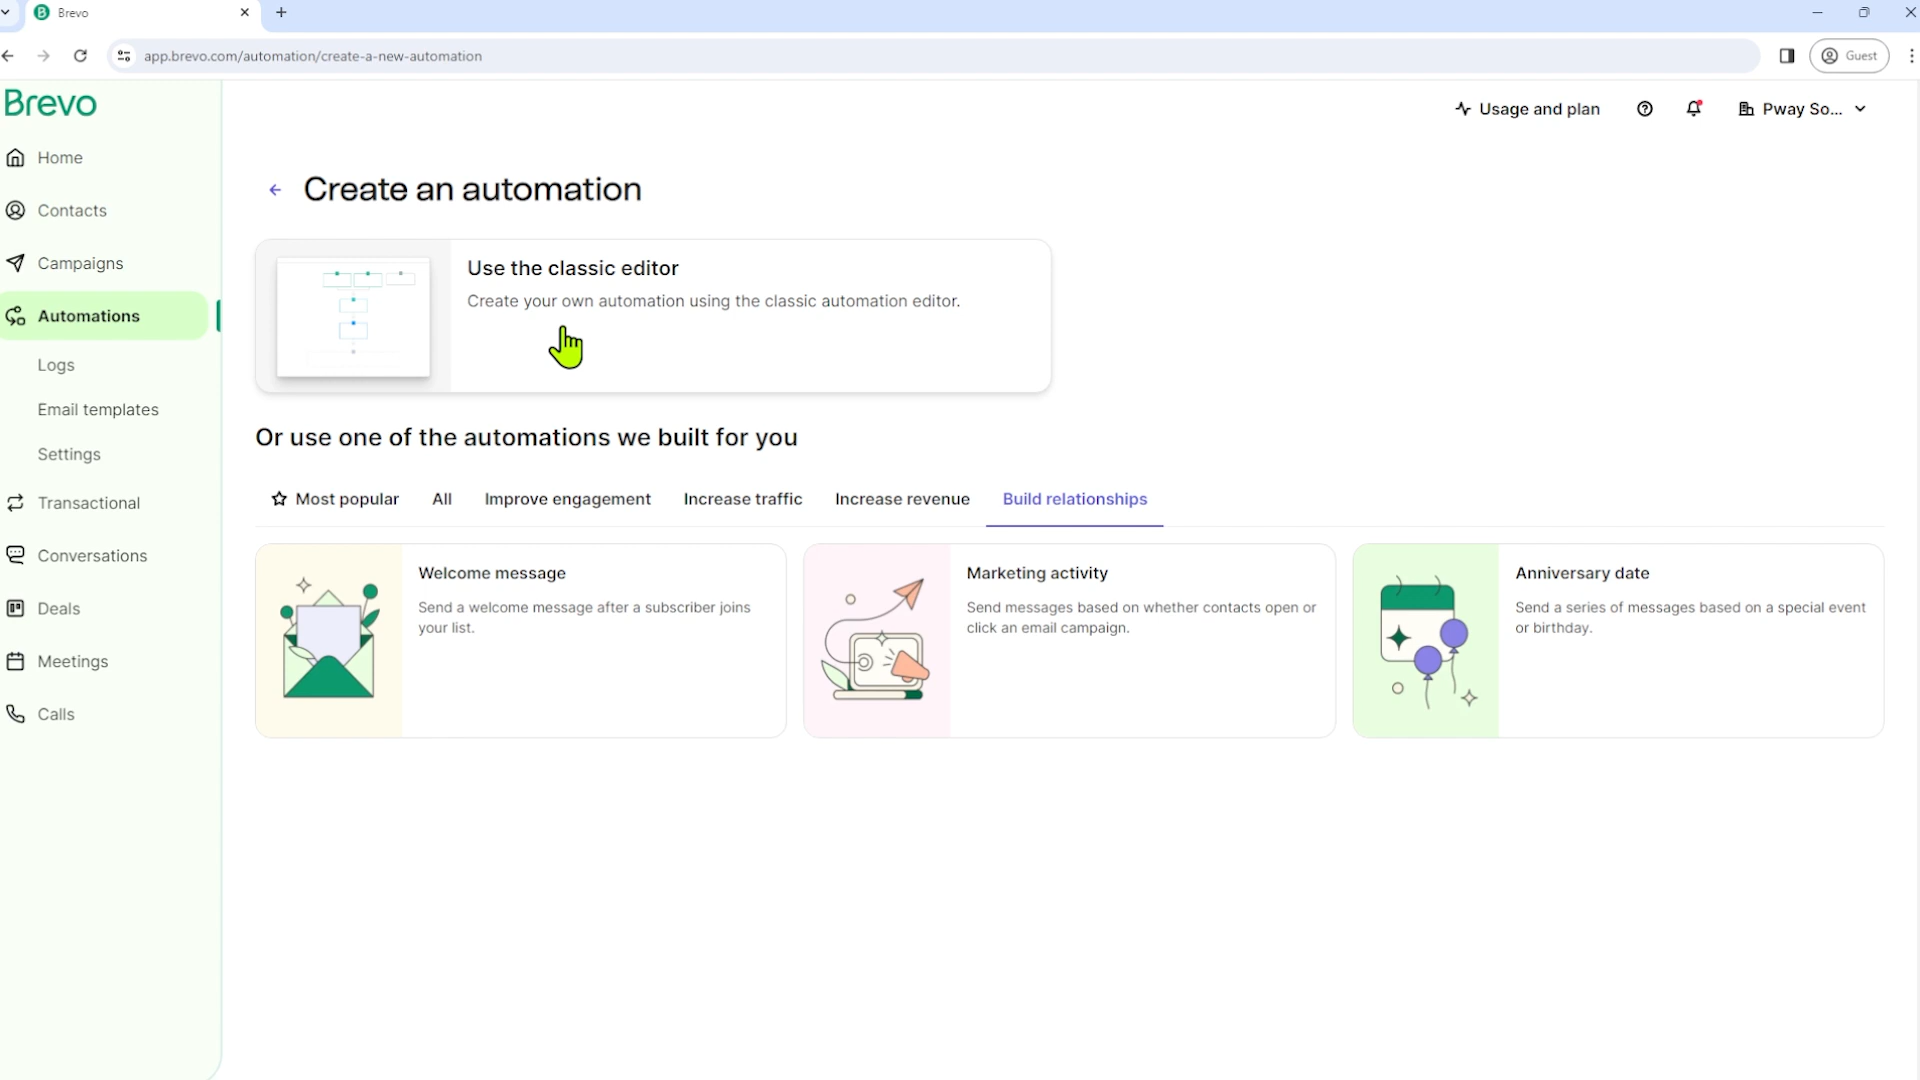 Brevo
app.brevo.com/automation/create-a-new-automation
Guest
Brevo
Usage and plan
Pway So...
Home
Contacts
Campaigns
Automations
Logs
Email templates
Settings
Transactional
Conversations
Deals
Meetings
Calls
Create an automation
Use the classic editor
Create your own automation using the classic automation editor.
Or use one of the automations we built for you
Most popular All Improve engagement Increase traffic Increase revenue Build relationships
Welcome message
Send a welcome message after a subscriber joins
your list.
Marketing activity
Send messages based on whether contacts open or
click an email campaign.
Anniversary date
Send a series of messages based on a special event
or birthday.